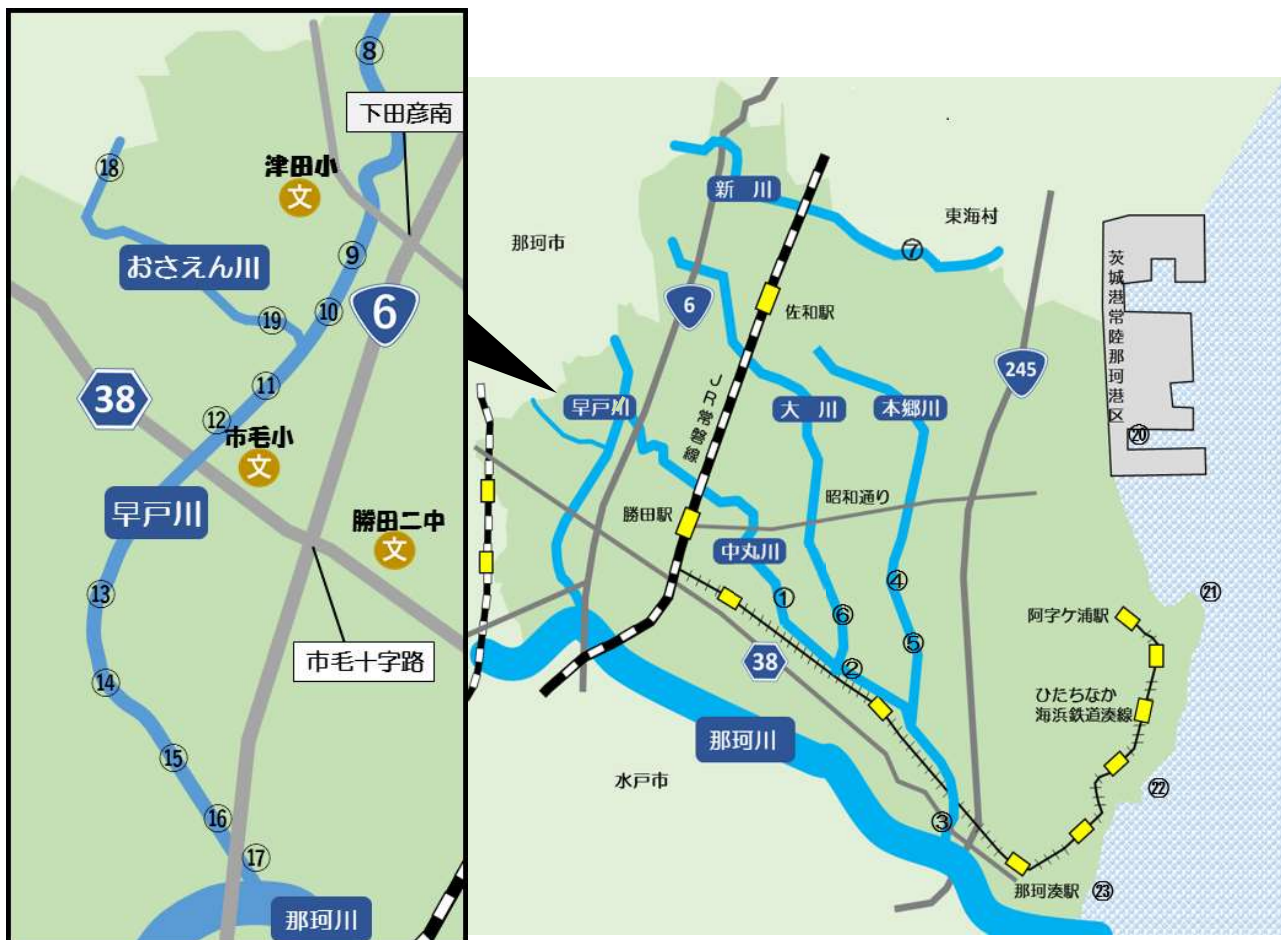 ⑧
下田彦南
⑱
津田小
文
⑨
おさえん川
⑩
6
⑲
⑪
38
⑫
市毛小
文
早戸川
勝田二中
文
⑬
市毛十字路
⑭
⑮
⑯
⑰
那珂川
新 川
東海村
那珂市
⑦
6
佐和駅
茨城港常陸那珂港区
JR常磐線
245
早戸川
大 川
本郷川
⑳
昭和通り
勝田駅
中丸川
①
④
⑥
⑤
㉑
阿字ケ浦駅
38
②
ひたちなか
海浜鉄道湊線
那珂川
水戸市
㉒
③
那珂湊駅
㉓